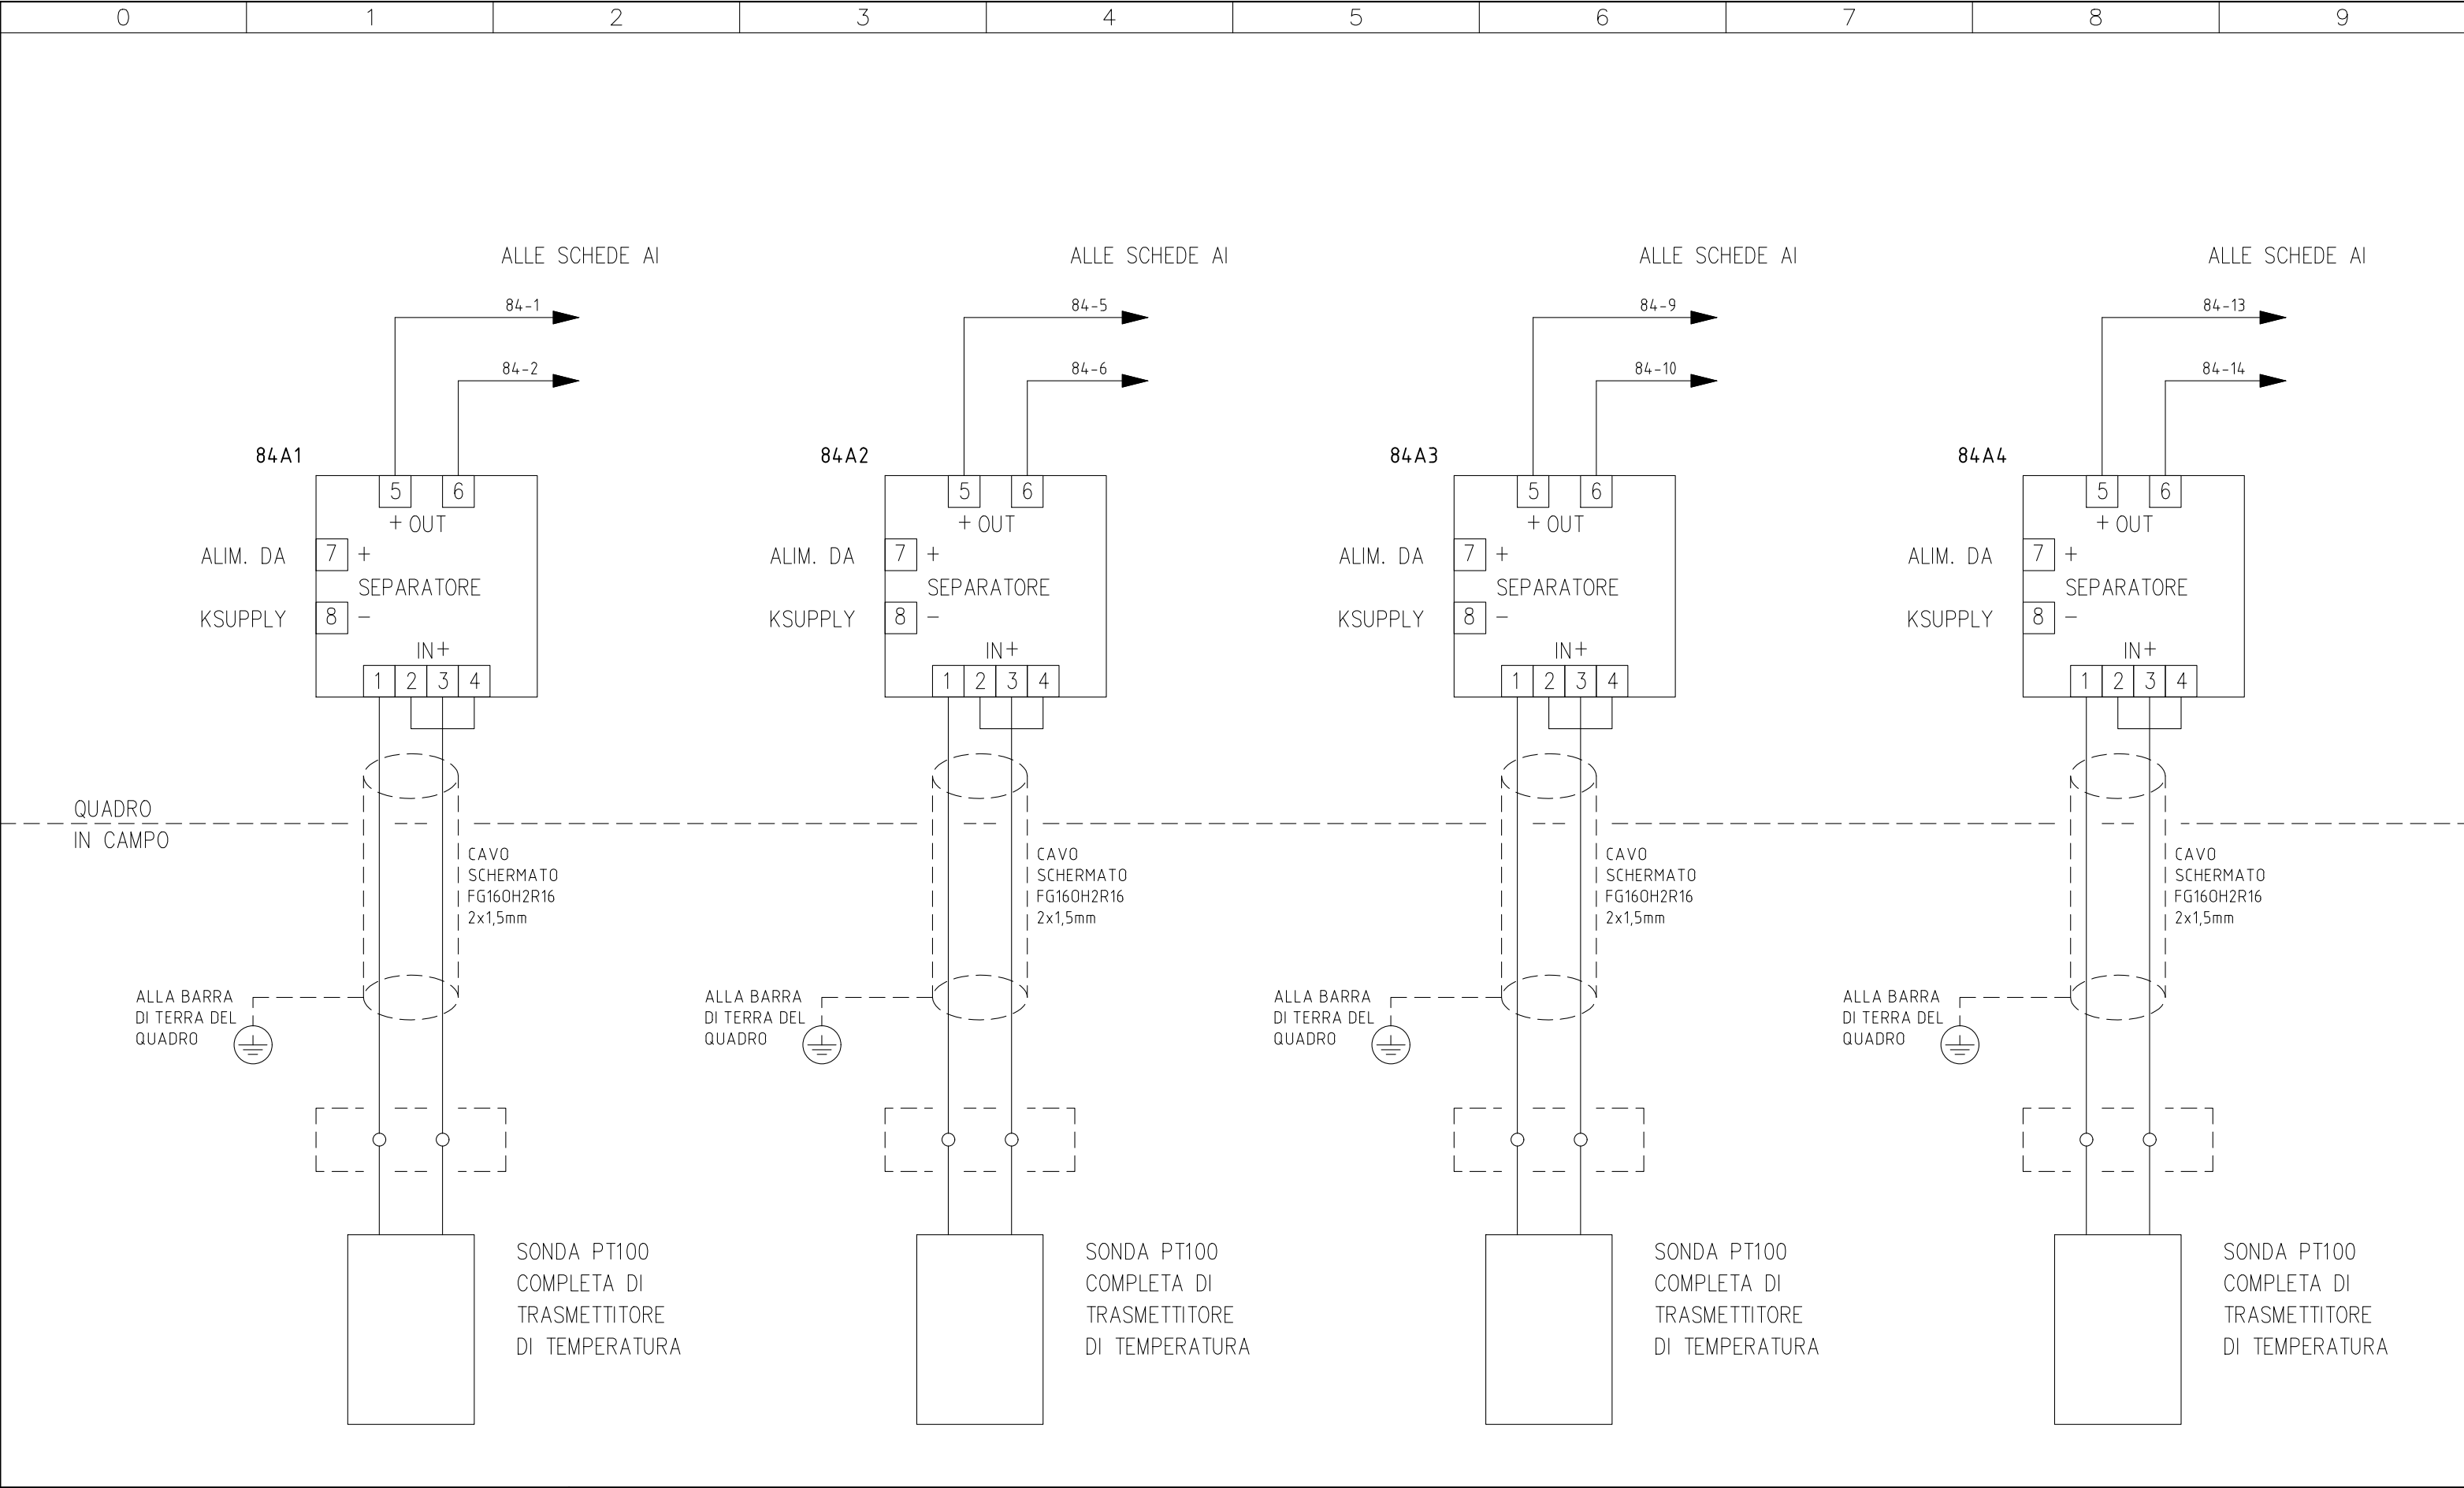 0 1 2 3 4 5 6 7 8 9
ALLE SCHEDE AI ALLE SCHEDE AI ALLE SCHEDE AI ALLE SCHEDE AI
84-1 84-5 84-9 84-13
84-2 84-6 84-10 84-14
84A1 84A2 84A3 84A4
5 6 5 6 5 6 5 6
+ OUT + OUT + OUT + OUT
ALIM. DA 7 + ALIM. DA 7 + ALIM. DA 7 + ALIM. DA 7 +
SEPARATORE SEPARATORE SEPARATORE SEPARATORE
KSUPPLY 8 - KSUPPLY 8 - KSUPPLY 8 - KSUPPLY 8 -
IN+ IN+ IN+ IN+
1 2 3 4 1 2 3 4 1 2 3 4 1 2 3 4
QUADRO
IN CAMPO
CAVO CAVO CAVO CAVO
SCHERMATO SCHERMATO SCHERMATO SCHERMATO
FG16OH2R16 FG16OH2R16 FG16OH2R16 FG16OH2R16
2x1,5mm 2x1,5mm 2x1,5mm 2x1,5mm
ALLA BARRA ALLA BARRA ALLA BARRA ALLA BARRA
DI TERRA DEL DI TERRA DEL DI TERRA DEL DI TERRA DEL
QUADRO QUADRO QUADRO QUADRO
SONDA PT100 SONDA PT100 SONDA PT100 SONDA PT100
COMPLETA DI COMPLETA DI COMPLETA DI COMPLETA DI
TRASMETTITORE TRASMETTITORE TRASMETTITORE TRASMETTITORE
DI TEMPERATURA DI TEMPERATURA DI TEMPERATURA DI TEMPERATURA